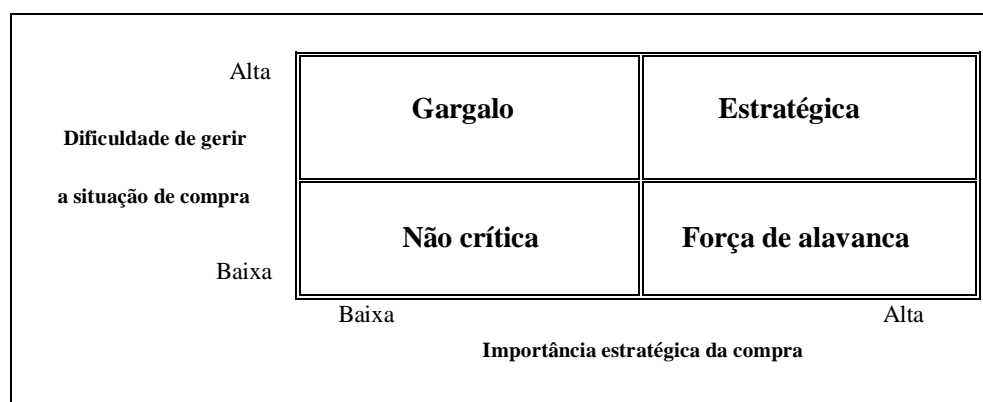 Alta
Gargalo
Estratégica
Dificuldade de gerir
a situação de compra
Não crítica
Força de alavanca
Baixa
Baixa
Alta
Importância estratégica da compra